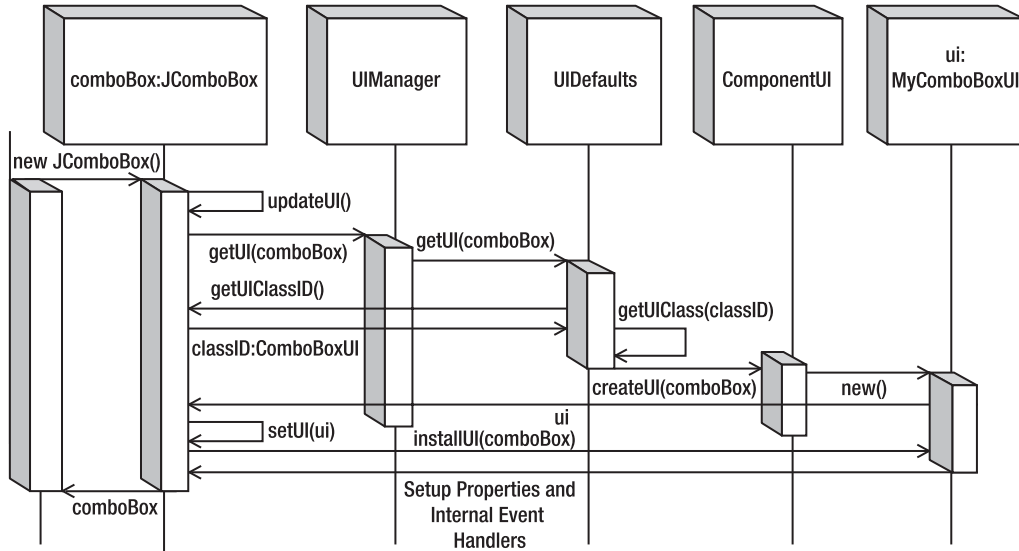 comboBox:JComboBox
UIManager
UIDefaults
ComponentUI
ui:
MyComboBoxUI
new JComboBox()
updateUI()
getUI(comboBox)
getUI(comboBox)
getUIClassID()
getUIClass(classID)
classID:ComboBoxUI
createUI(comboBox)
new()
ui
setUI(ui)
installUI(comboBox)
comboBox
Setup Properties and
Internal Event
Handlers